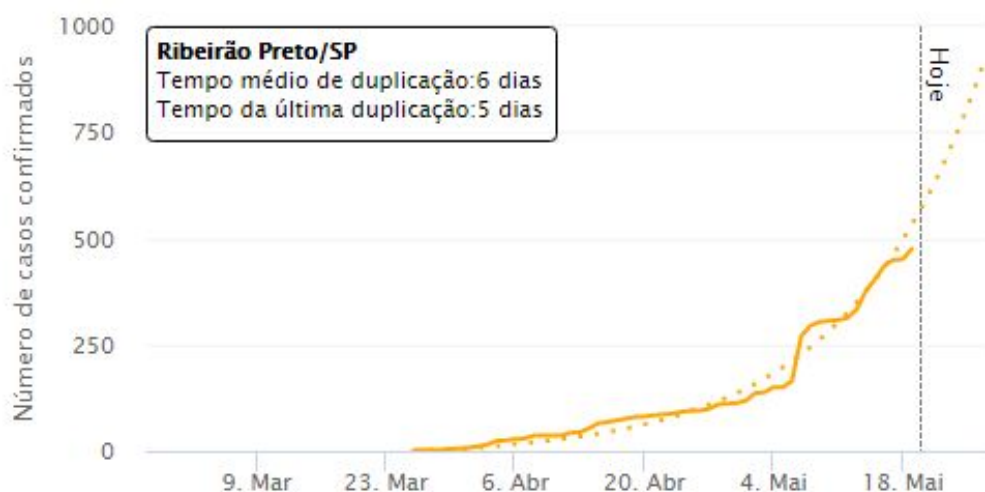 1000
Ribeirão Preto/SP
Tempo médio de duplicação:6 dias
Tempo da última duplicação:5 dias
Hoje
Número de casos confirmados
750
500
250
0
9. Mar
23. Mar
6. Abr
20. Abr
4. Mai
18. Mai